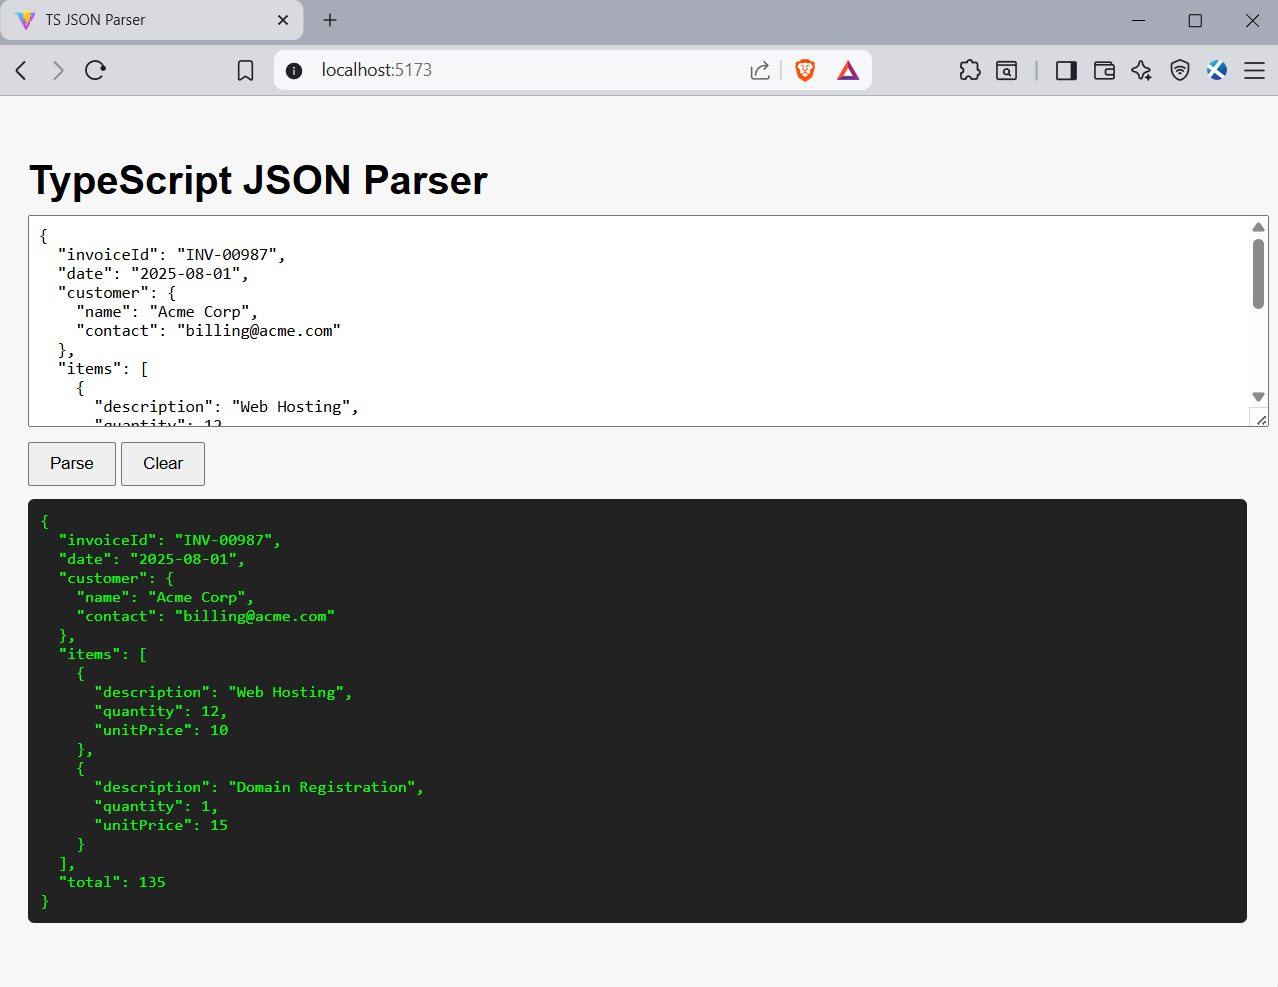 TS JSON Parser
localhost:5173
TypeScript JSON Parser
{
  "invoiceId": "INV-00987",
  "date": "2025-08-01",
  "customer": {
    "name": "Acme Corp",
    "contact": "billing@acme.com"
  },
  "items": [
    {
      "description": "Web Hosting",
      "quantity": 12,
Parse Clear
{
  "invoiceId": "INV-00987",
  "date": "2025-08-01",
  "customer": {
    "name": "Acme Corp",
    "contact": "billing@acme.com"
  },
  "items": [
    {
      "description": "Web Hosting",
      "quantity": 12,
      "unitPrice": 10
    },
    {
      "description": "Domain Registration",
      "quantity": 1,
      "unitPrice": 15
    }
  ],
  "total": 135
}